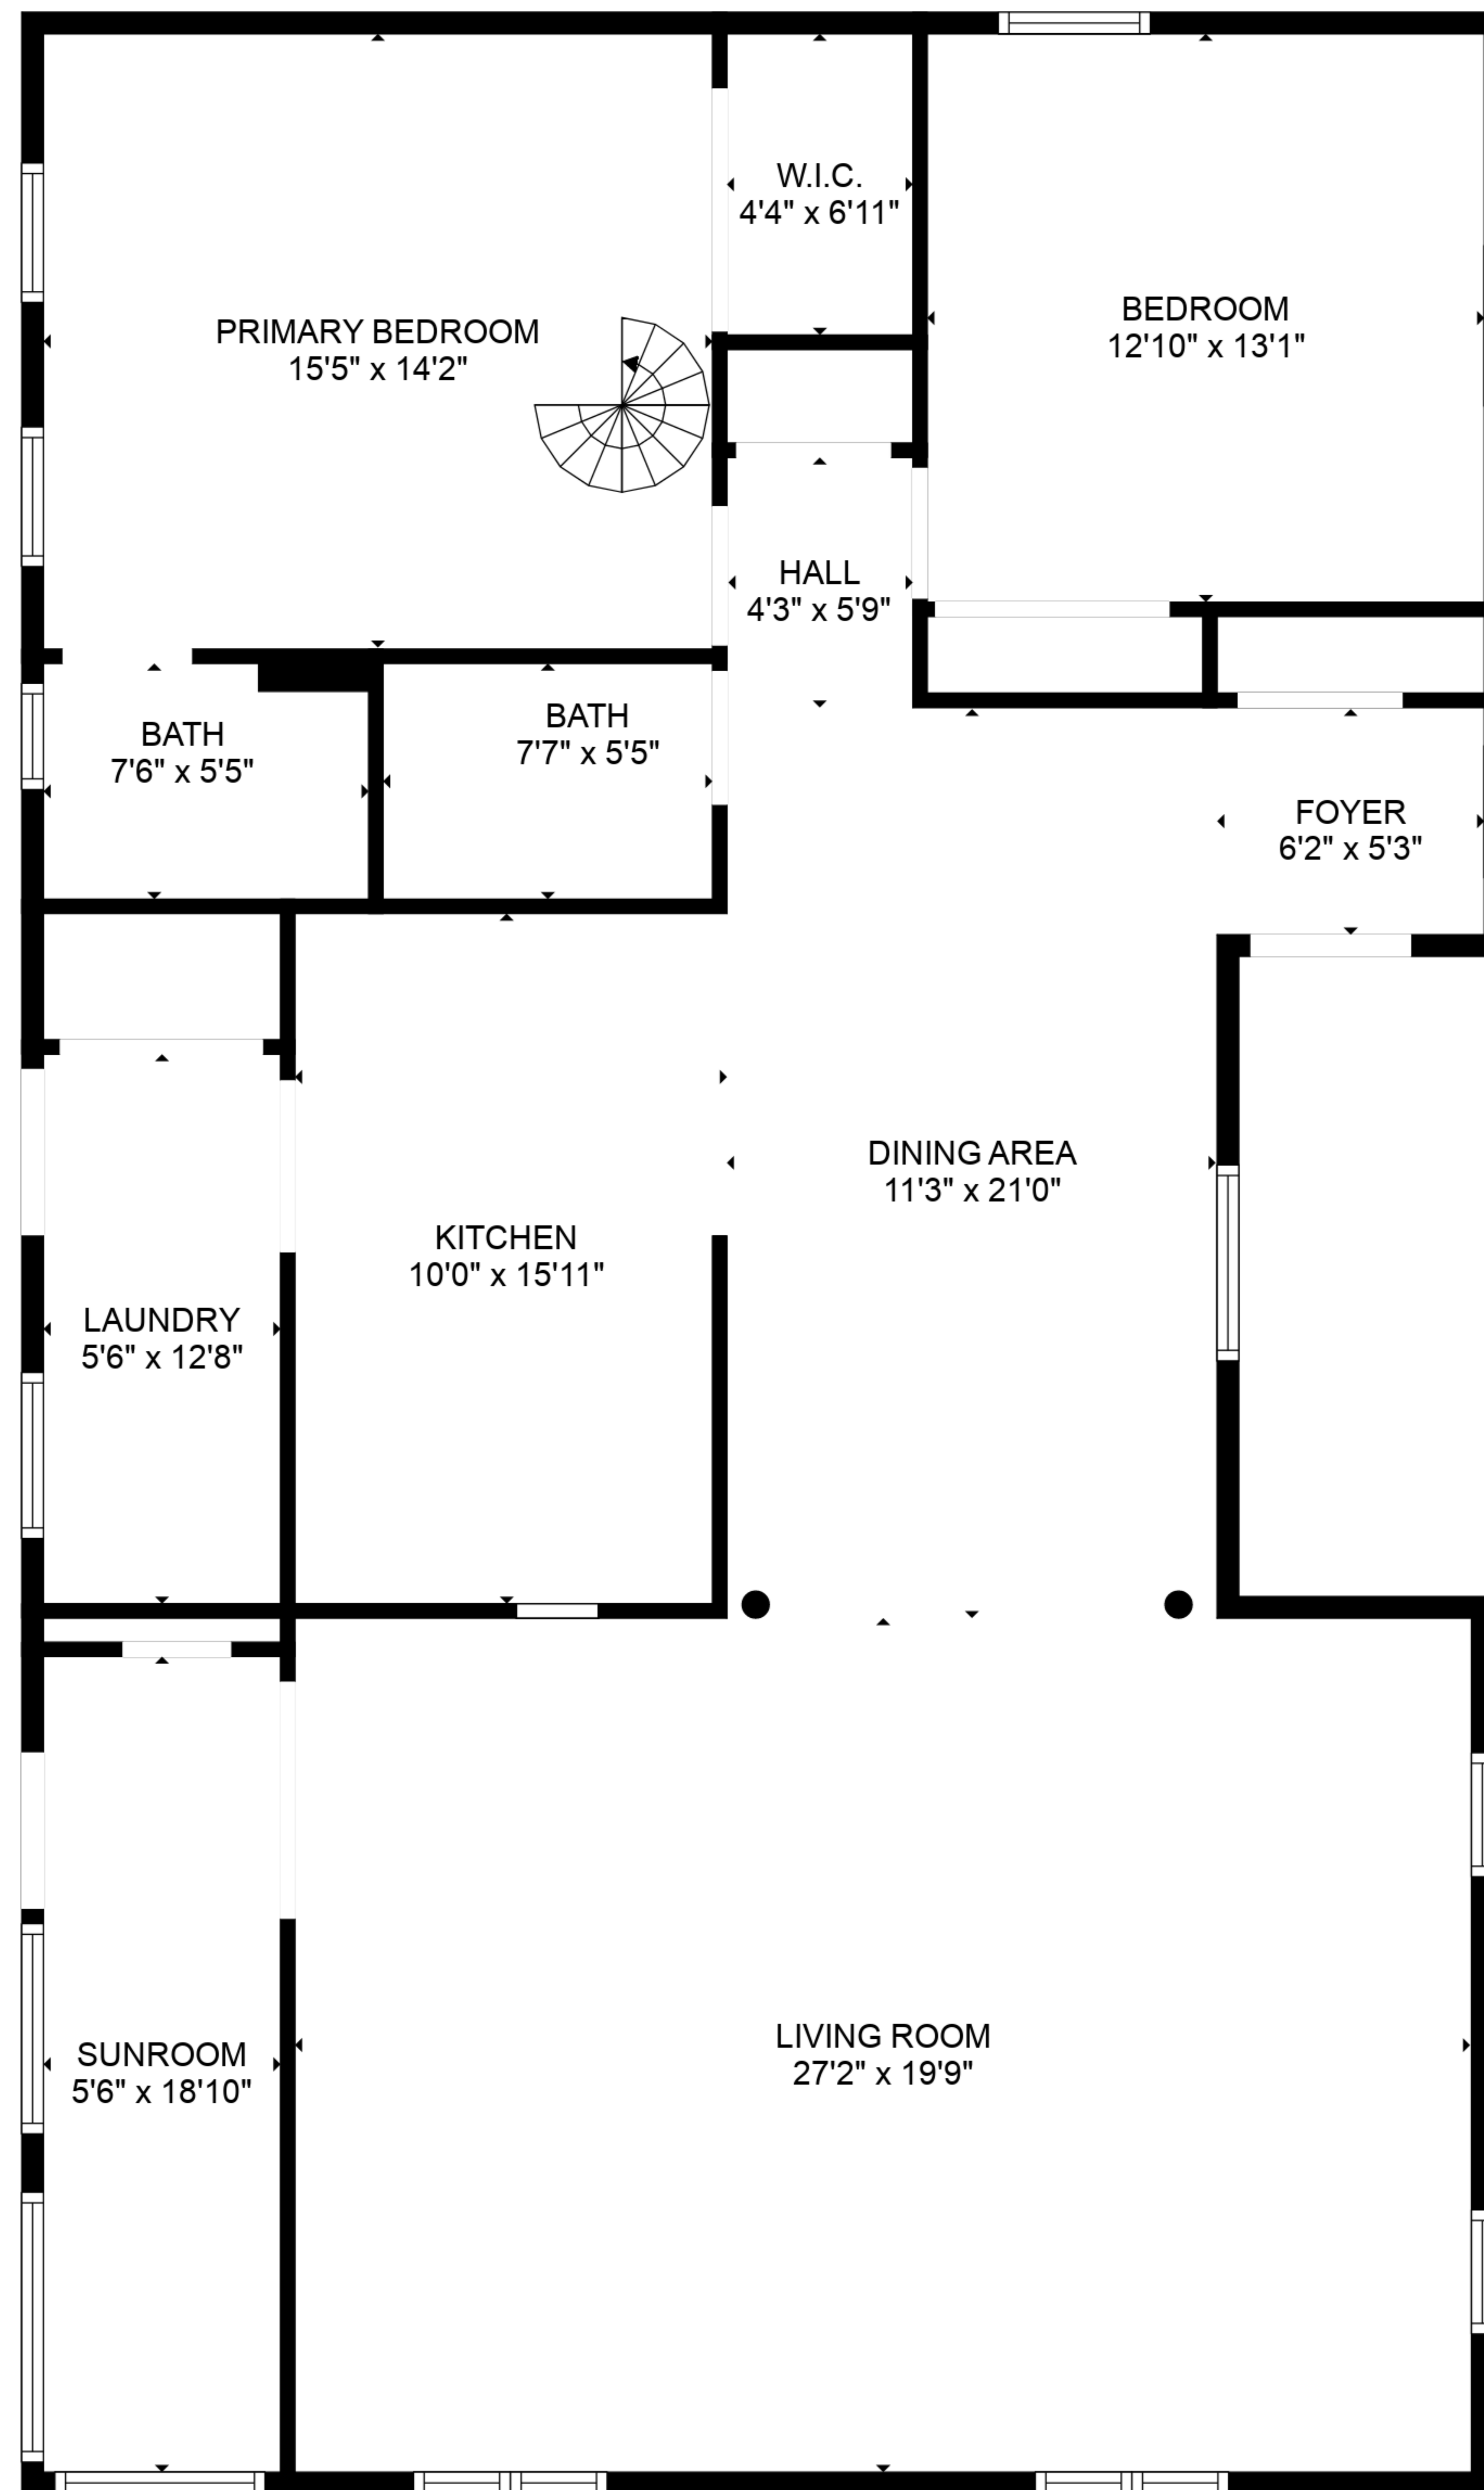 W.I.C.
4'4" x 6'11"
BEDROOM
12'10" x 13'1"
PRIMARY BEDROOM
15'5" x 14'2"
HALL
4'3" x 5'9"
BATH
7'6" x 5'5"
BATH
7'7" x 5'5"
FOYER
6'2" x 5'3"
DINING AREA
11'3" x 21'0"
KITCHEN
10'0" x 15'11"
LAUNDRY
5'6" x 12'8"
LIVING ROOM
27'2" x 19'9"
SUNROOM
5'6" x 18'10"